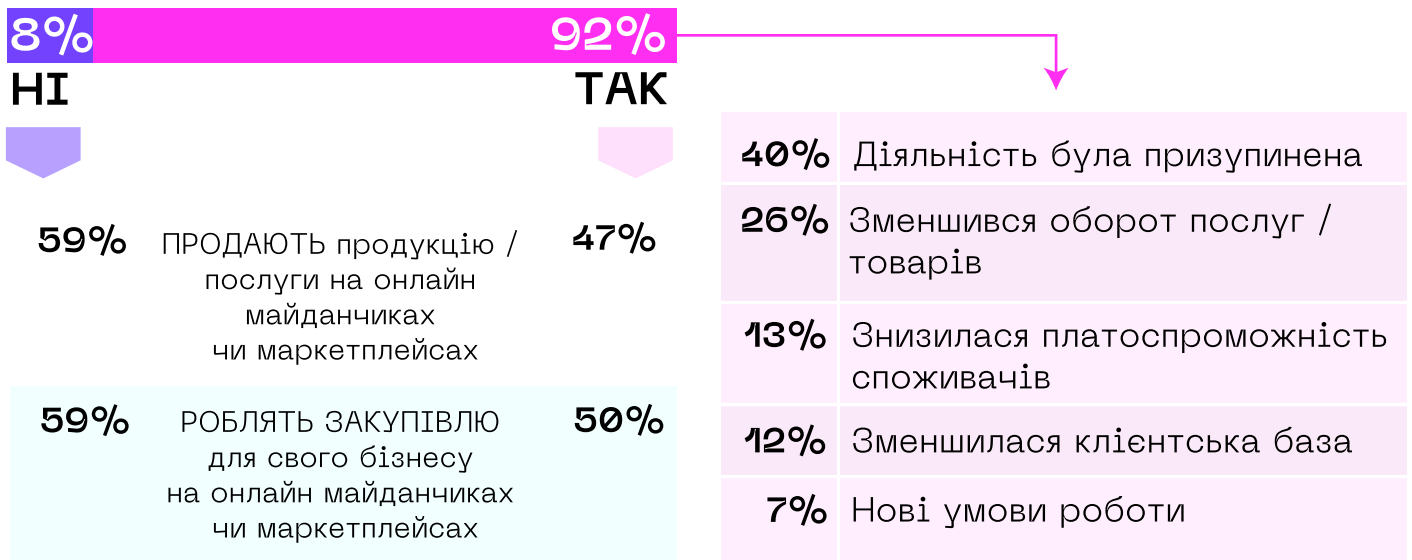 8% 92%
НІ ТАК
59% ПРОДАЮТЬ продукцію / 47%
послуги на онлайн
майданчиках
чи маркетплейсах
59% РОБЛЯТЬ ЗАКУПІВЛЮ 50%
для свого бізнесу
на онлайн майданчиках
чи маркетплейсах
40% Діяльність була призупинена
26% Зменшився оборот послуг /
товарів
13% Знизилася платоспроможність
споживачів
12% Зменшилася клієнтська база
7% Нові умови роботи